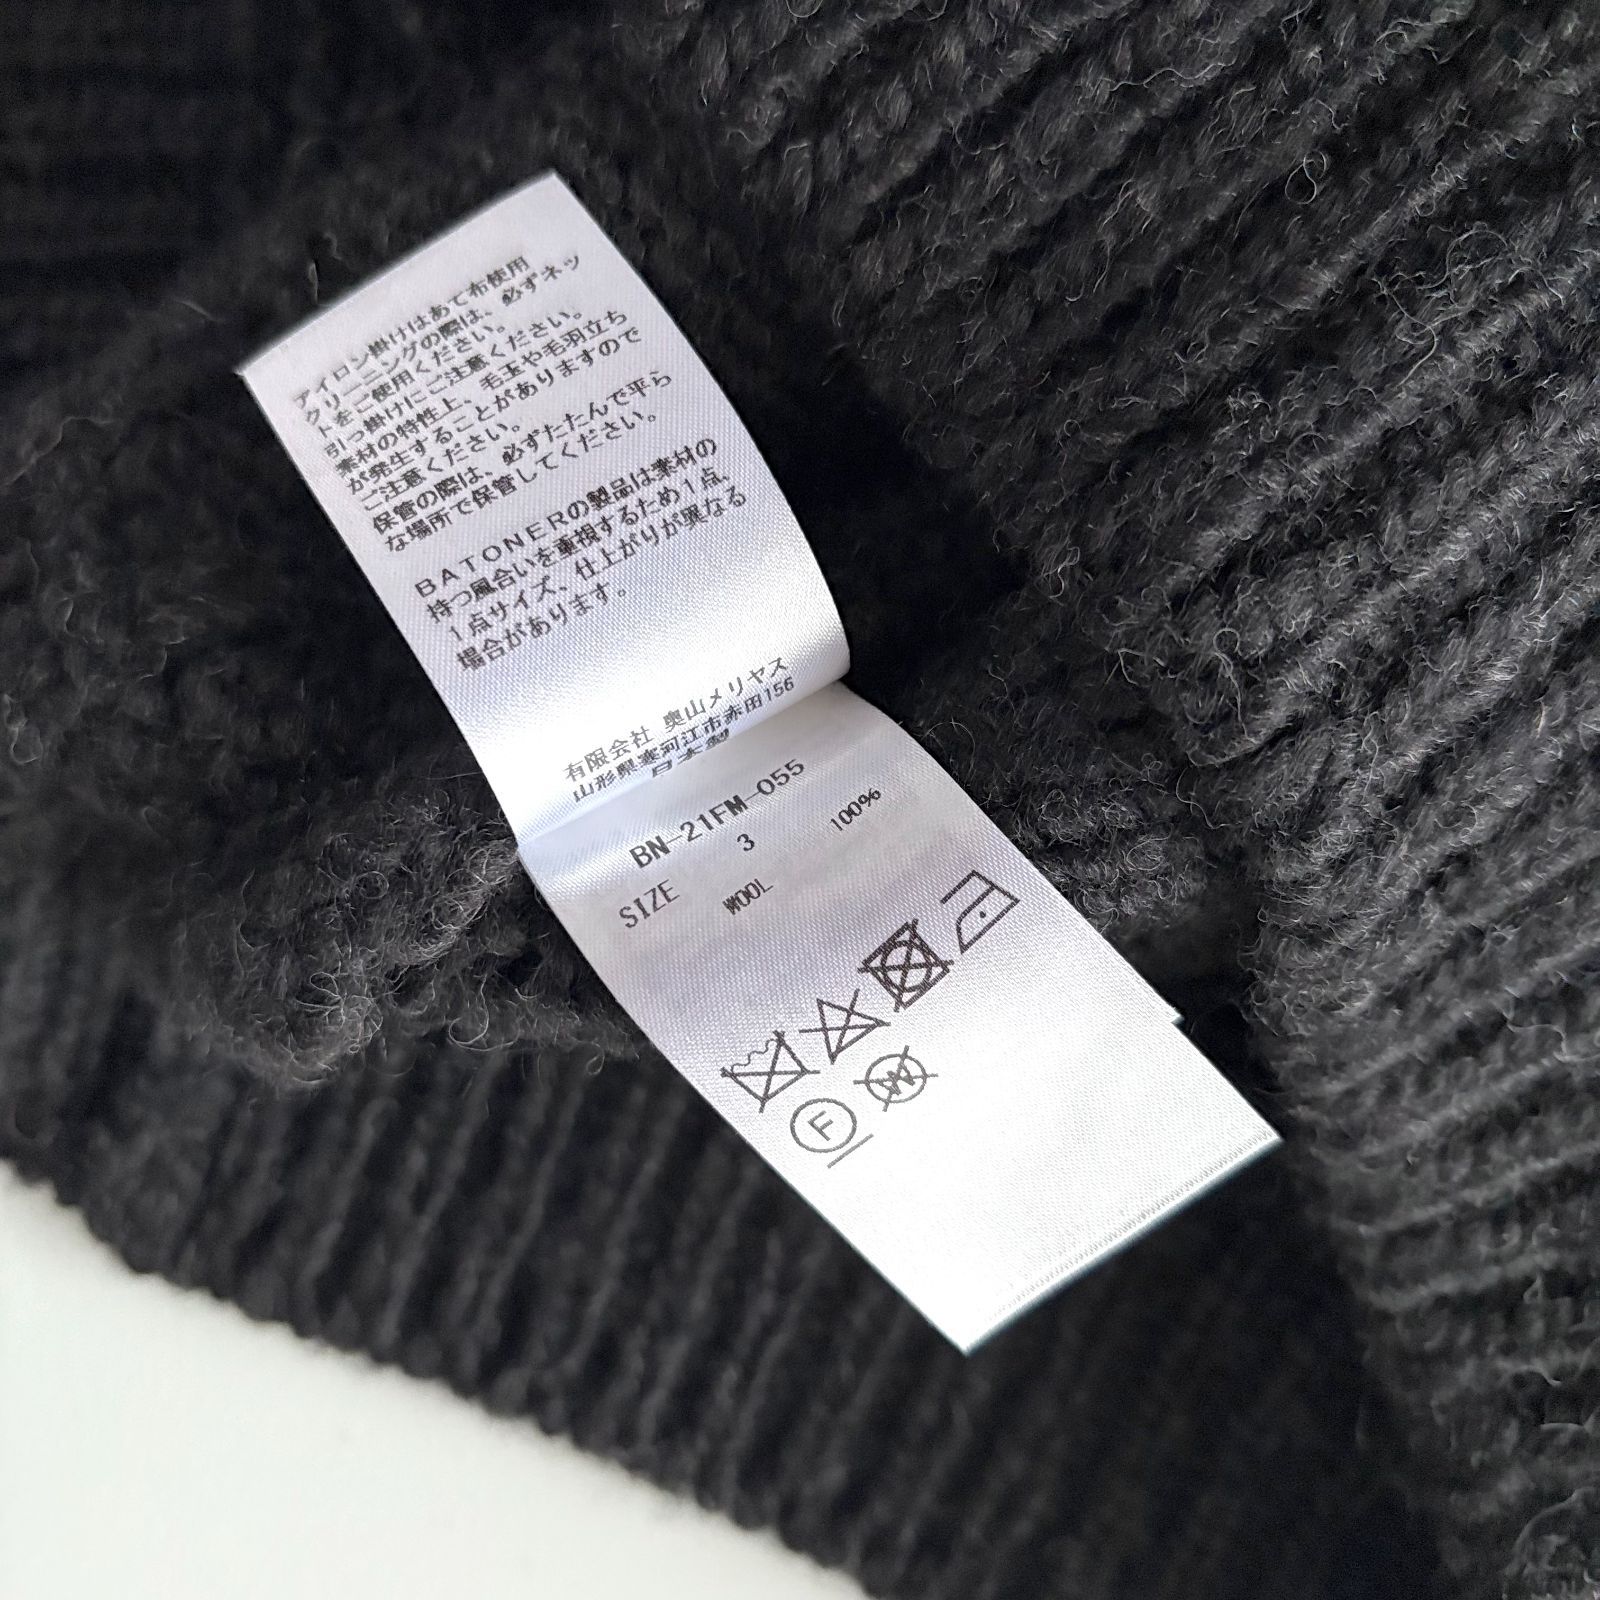 アイロン掛けはあて布使用
クリーニングの際は、必ずネッ
トをご使用ください。
引っ掛けにご注意ください。
素材の特性上、毛玉や毛羽立ち
が発生することがありますので
ご注意ください。
保管の際は、必ずたたんで平ら
な場所で保管してください。
BATONERの製品は素材の
持つ風合いを重視するため1点
1点サイズ、仕上がりが異なる
場合があります。
有限会社 奥山メリヤス
山形県寒河江市赤田156
日本製
BN-21FM-055
SIZE 3
WOOL 100%
F
W